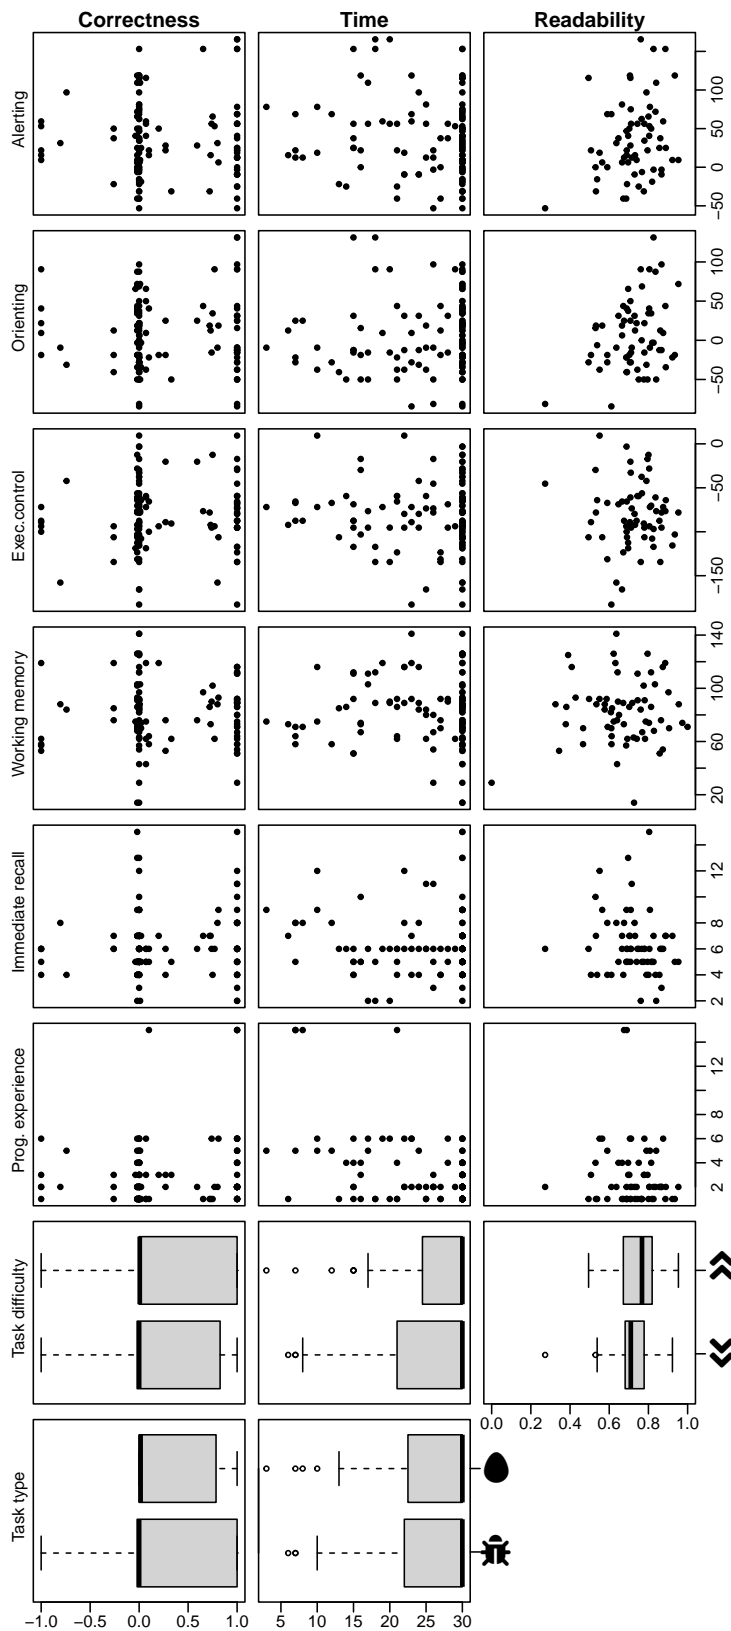 Correctness Time Readability
Alerting
−50 0 50 100
Orienting
−50 0 50 100
Exec.control
−150 −50 0
Working memory
20 60 100 140
Immediate recall
2 4 6 8 12
Prog. experience
2 4 6 8 12
Task difficulty
0.0 0.2 0.4 0.6 0.8 1.0
Task type
−1.0 −0.5 0.0 0.5 1.0 5 10 15 20 25 30